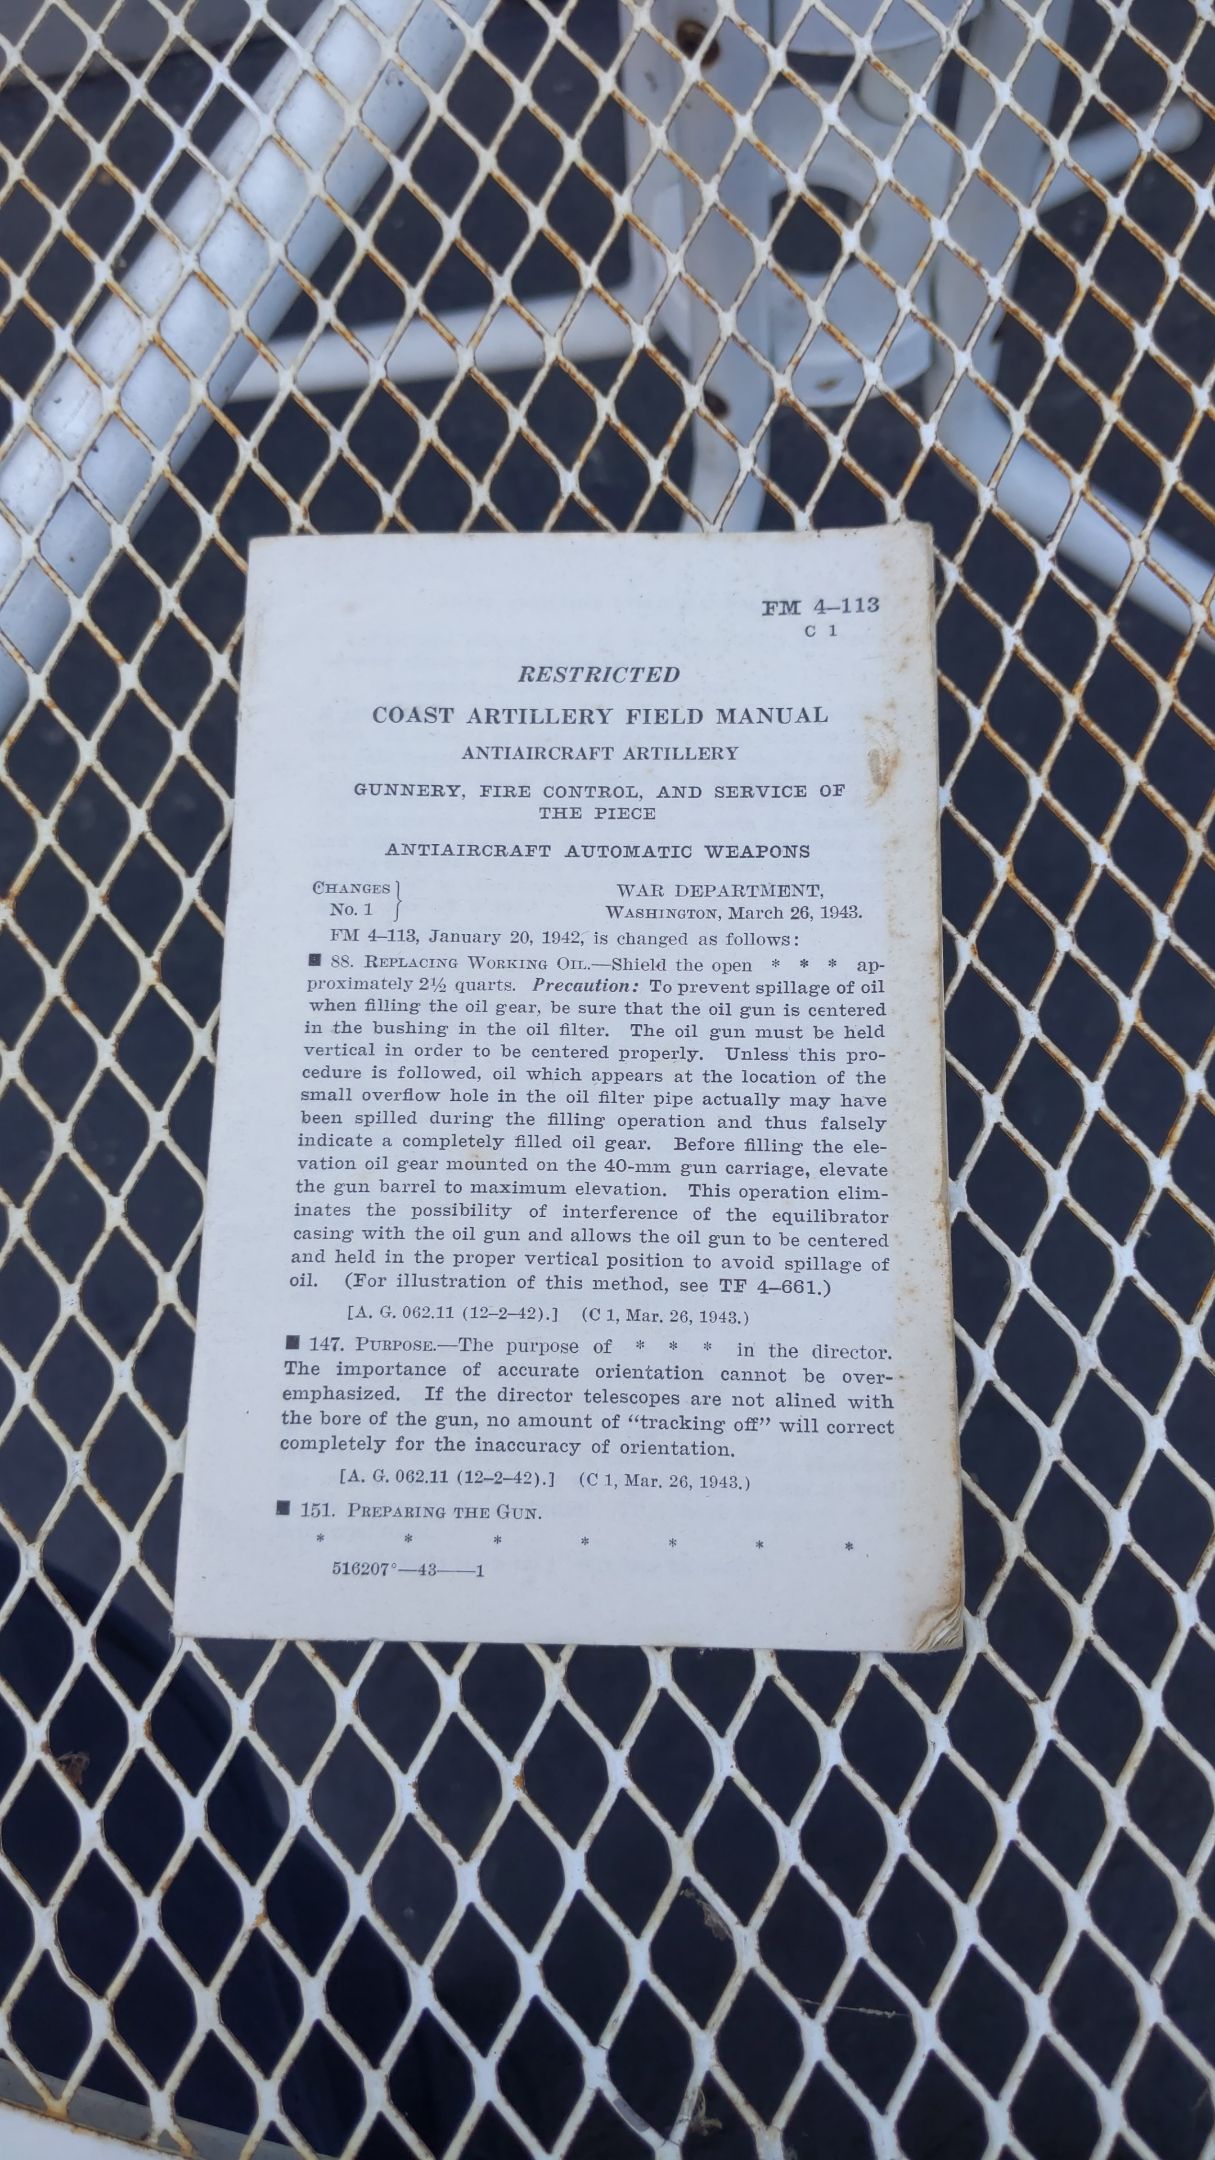 FM 4–113
C 1
RESTRICTED
COAST ARTILLERY FIELD MANUAL
ANTIAIRCRAFT ARTILLERY
GUNNERY, FIRE CONTROL, AND SERVICE OF
THE PIECE
ANTIAIRCRAFT AUTOMATIC WEAPONS
CHANGES } WAR DEPARTMENT,
No. 1 } WASHINGTON, March 26, 1943.
FM 4–113, January 20, 1942, is changed as follows:
■ 88. REPLACING WORKING OIL.—Shield the open * * * ap-
proximately 2½ quarts. Precaution: To prevent spillage of oil
when filling the oil gear, be sure that the oil gun is centered
in the bushing in the oil filter. The oil gun must be held
vertical in order to be centered properly. Unless this pro-
cedure is followed, oil which appears at the location of the
small overflow hole in the oil filter pipe actually may have
been spilled during the filling operation and thus falsely
indicate a completely filled oil gear. Before filling the ele-
vation oil gear mounted on the 40-mm gun carriage, elevate
the gun barrel to maximum elevation. This operation elim-
inates the possibility of interference of the equilibrator
casing with the oil gun and allows the oil gun to be centered
and held in the proper vertical position to avoid spillage of
oil. (For illustration of this method, see TF 4–661.)
[A. G. 062.11 (12–2–42).] (C 1, Mar. 26, 1943.)
■ 147. PURPOSE.—The purpose of * * * in the director.
The importance of accurate orientation cannot be over-
emphasized. If the director telescopes are not alined with
the bore of the gun, no amount of “tracking off” will correct
completely for the inaccuracy of orientation.
[A. G. 062.11 (12–2–42).] (C 1, Mar. 26, 1943.)
■ 151. PREPARING THE GUN.
* * * * * * *
516207°—43——1